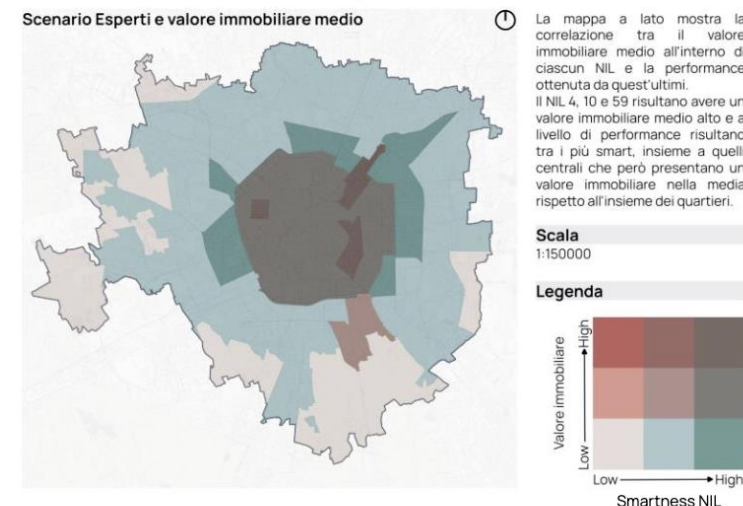 Scenario Esperti e valore immobiliare medio
La mappa a lato mostra la
correlazione tra il valore
immobiliare medio all'interno di
ciascun NIL e la performance
ottenuta da quest'ultimi.
Il NIL 4, 10 e 59 risultano avere un
valore immobiliare medio alto e a
livello di performance risultano
tra i più smart, insieme a quelli
centrali che però presentano un
valore immobiliare nella media
rispetto all'insieme dei quartieri.
Scala
1:150000
Legenda
Valore immobiliare
High
Low
Low
High
Smartness NIL